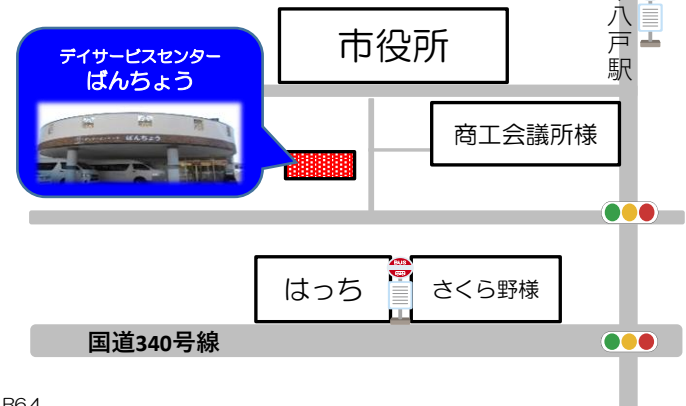 デイサービスセンター
ばんちょう
市役所
八戸駅
商工会議所様
はっち
BUS
さくら野様
国道340号線